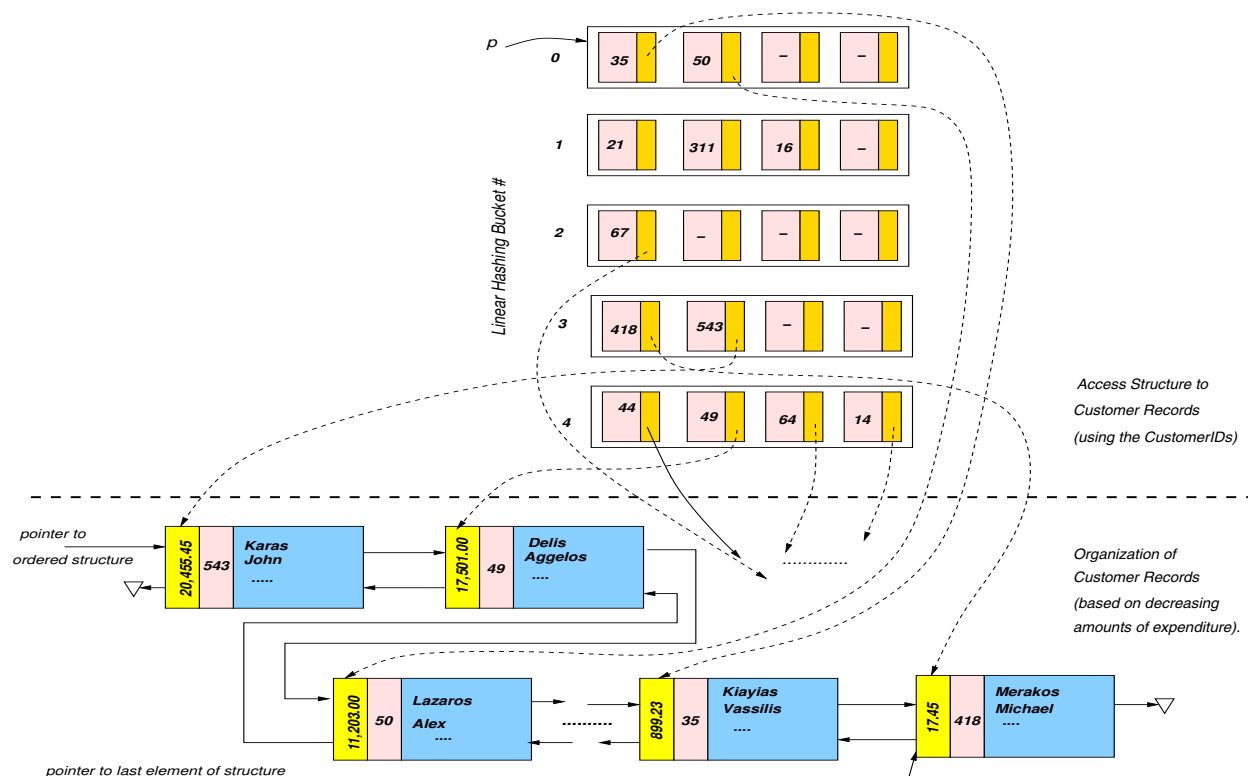 p
0
35
50
–
–
1
21
311
16
–
2
67
–
–
–
Linear Hashing Bucket #
3
418
543
–
–
4
44
49
64
14
Access Structure to
Customer Records
(using the CustomerIDs)
pointer to
ordered structure
20,455.45
543
Karas
John
.....
17,501.00
49
Delis
Aggelos
....
............
Organization of
Customer Records
(based on decreasing
amounts of expenditure).
11,203.00
50
Lazaros
Alex
....
..........
899.23
35
Kiayias
Vassilis
....
17.45
418
Merakos
Michael
....
pointer to last element of structure